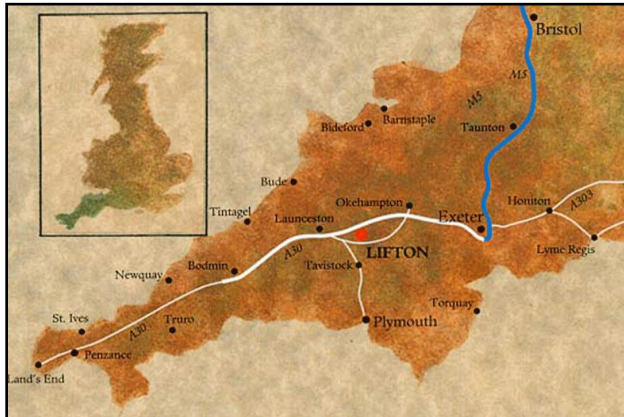 Bristol
M5
M5
Taunton
Barnstaple
Bideford
Bude
Okehampton
Honiton
A303
Tintagel
Launceston
Exeter
Lyme Regis
A30
LIFTON
Tavistock
Bodmin
Newquay
Torquay
St. Ives
A30
Truro
Plymouth
Penzance
Land's End